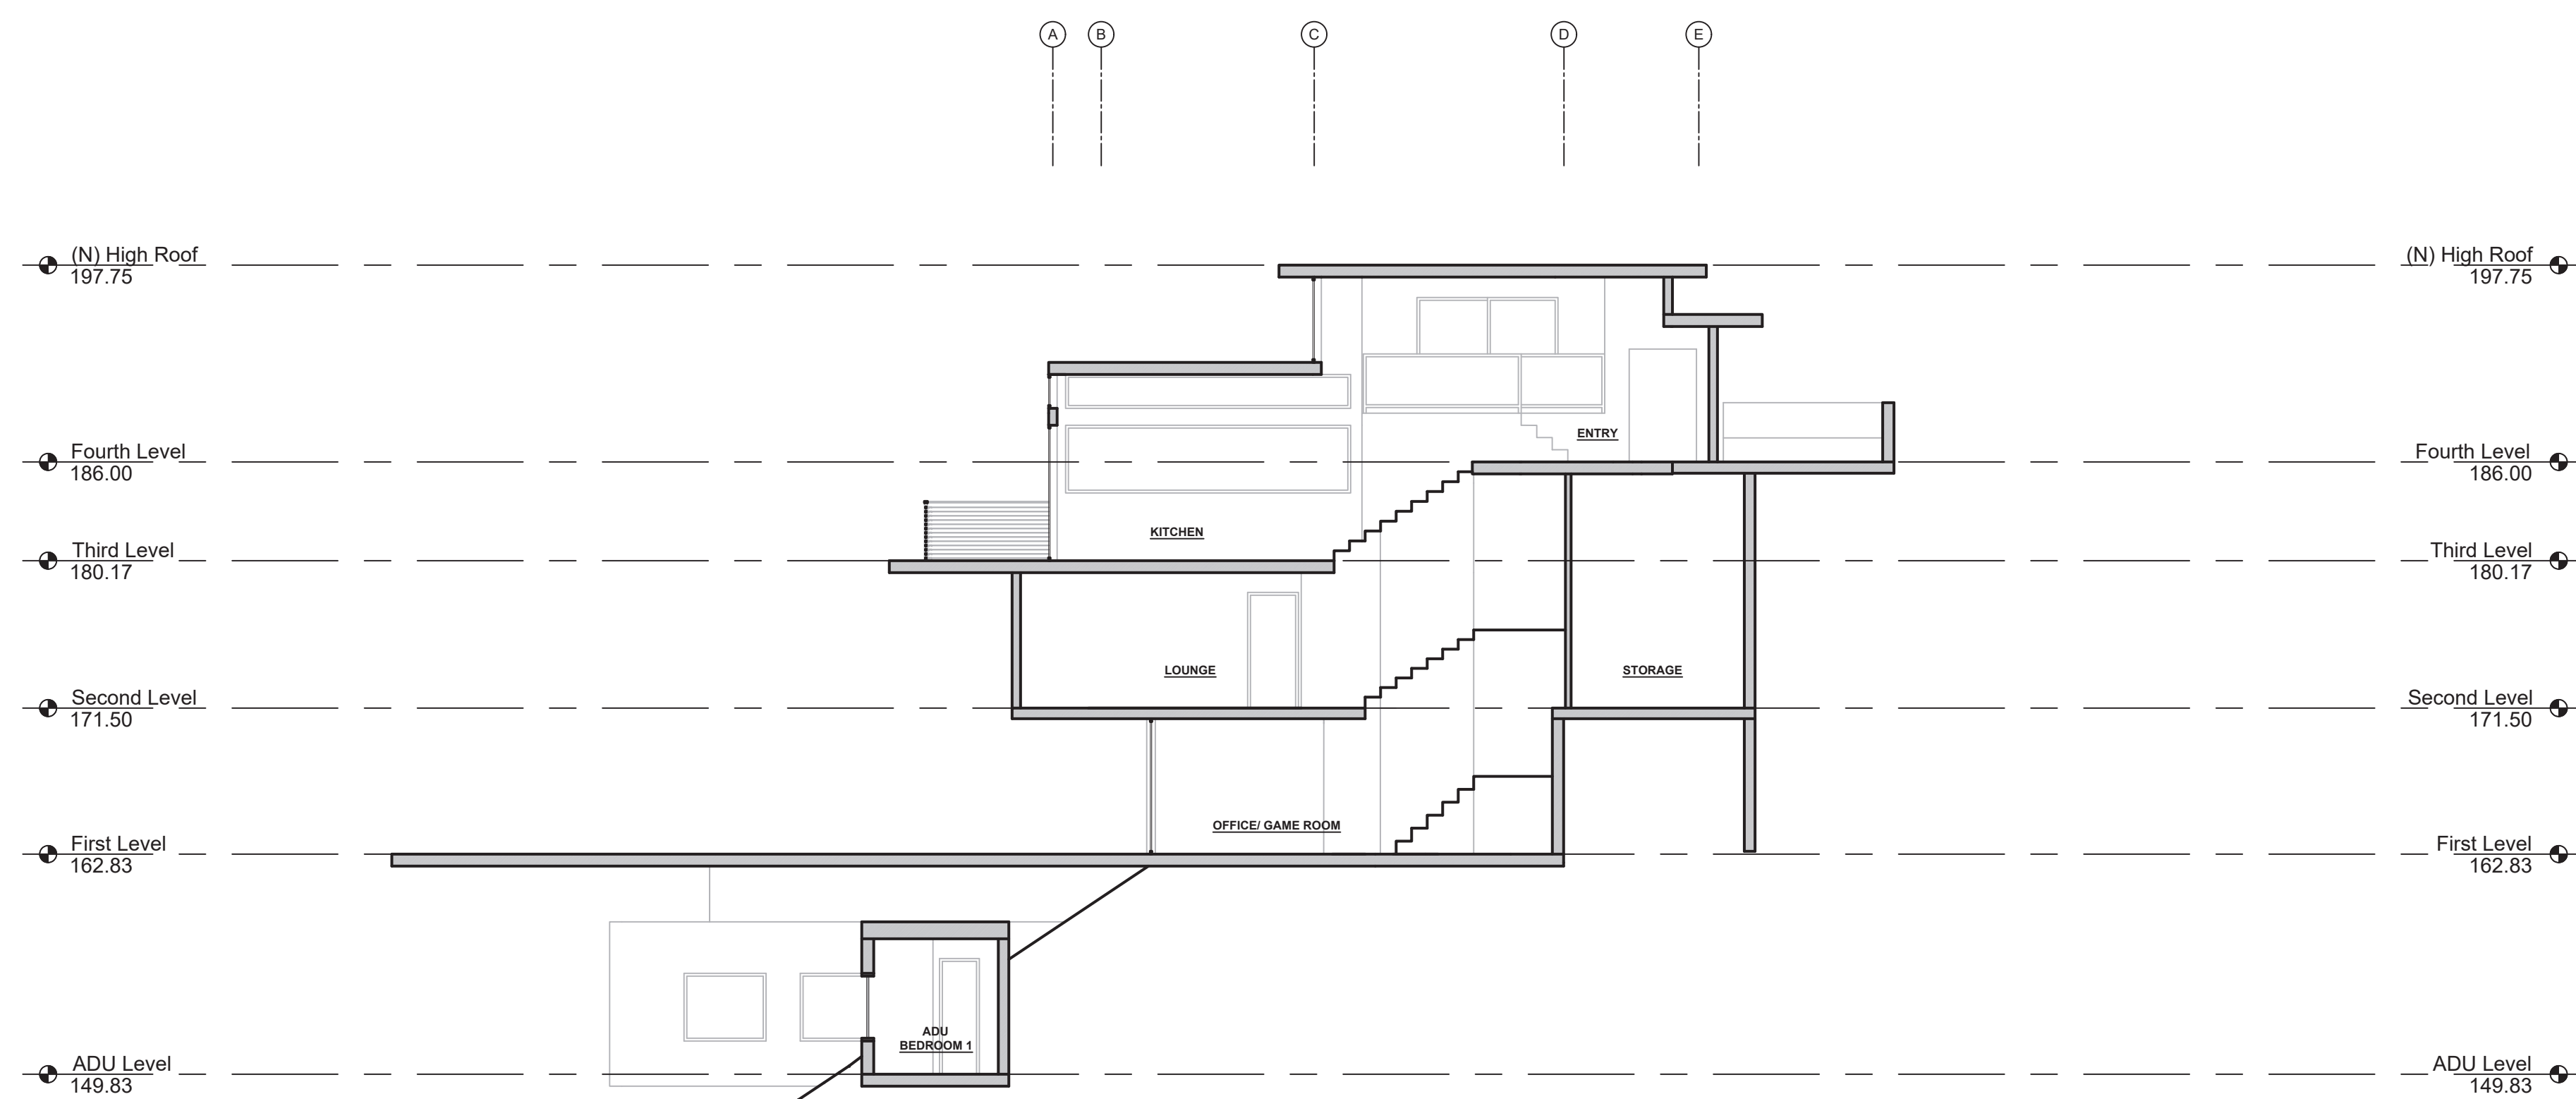 A B C D E
(N) High Roof (N) High Roof
197.75 197.75
Fourth Level ENTRY Fourth Level
186.00 186.00
KITCHEN
Third Level Third Level
180.17 180.17
LOUNGE STORAGE
Second Level Second Level
171.50 171.50
OFFICE/ GAME ROOM
First Level First Level
162.83 162.83
ADU
BEDROOM 1
ADU Level ADU Level
149.83 149.83